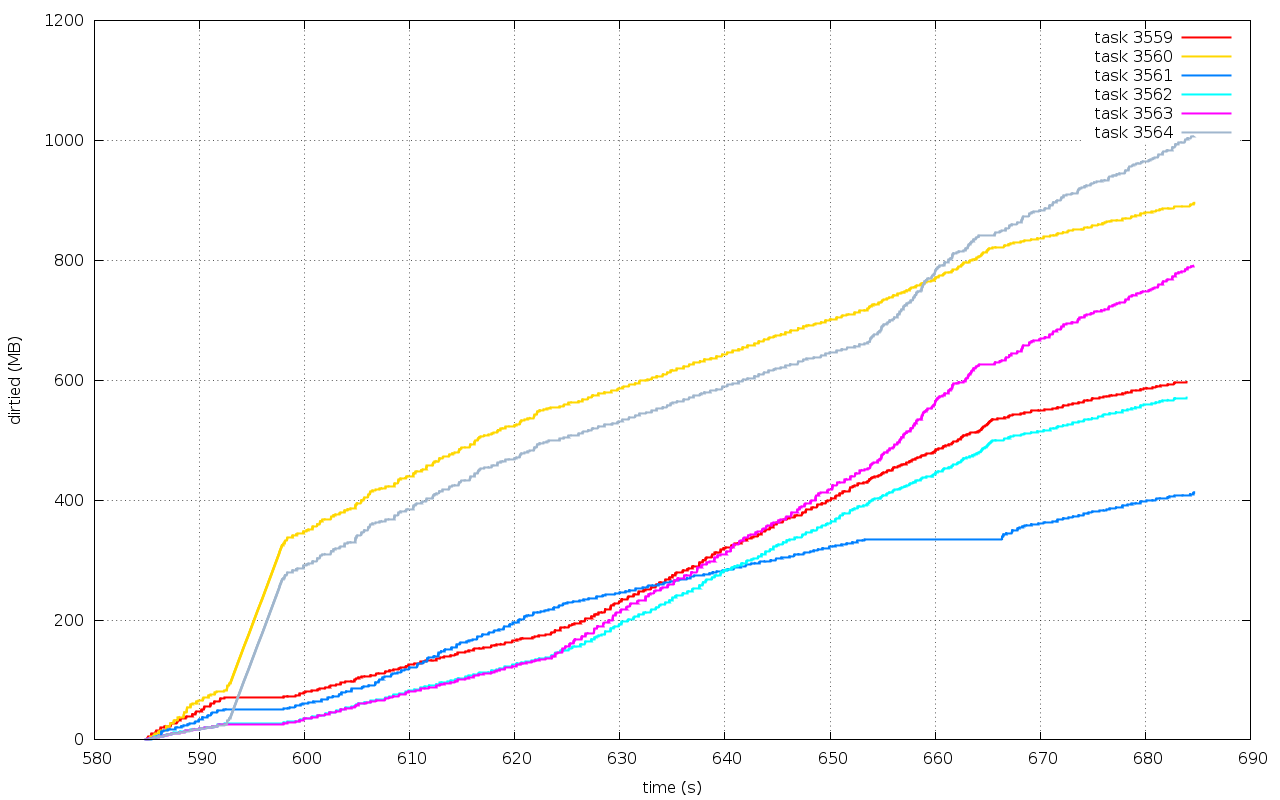 1200
1000
800
600
400
200
0
dirtied (MB)
task 3559
task 3560
task 3561
task 3562
task 3563
task 3564
580 590 600 610 620 630 640 650 660 670 680 690
time (s)